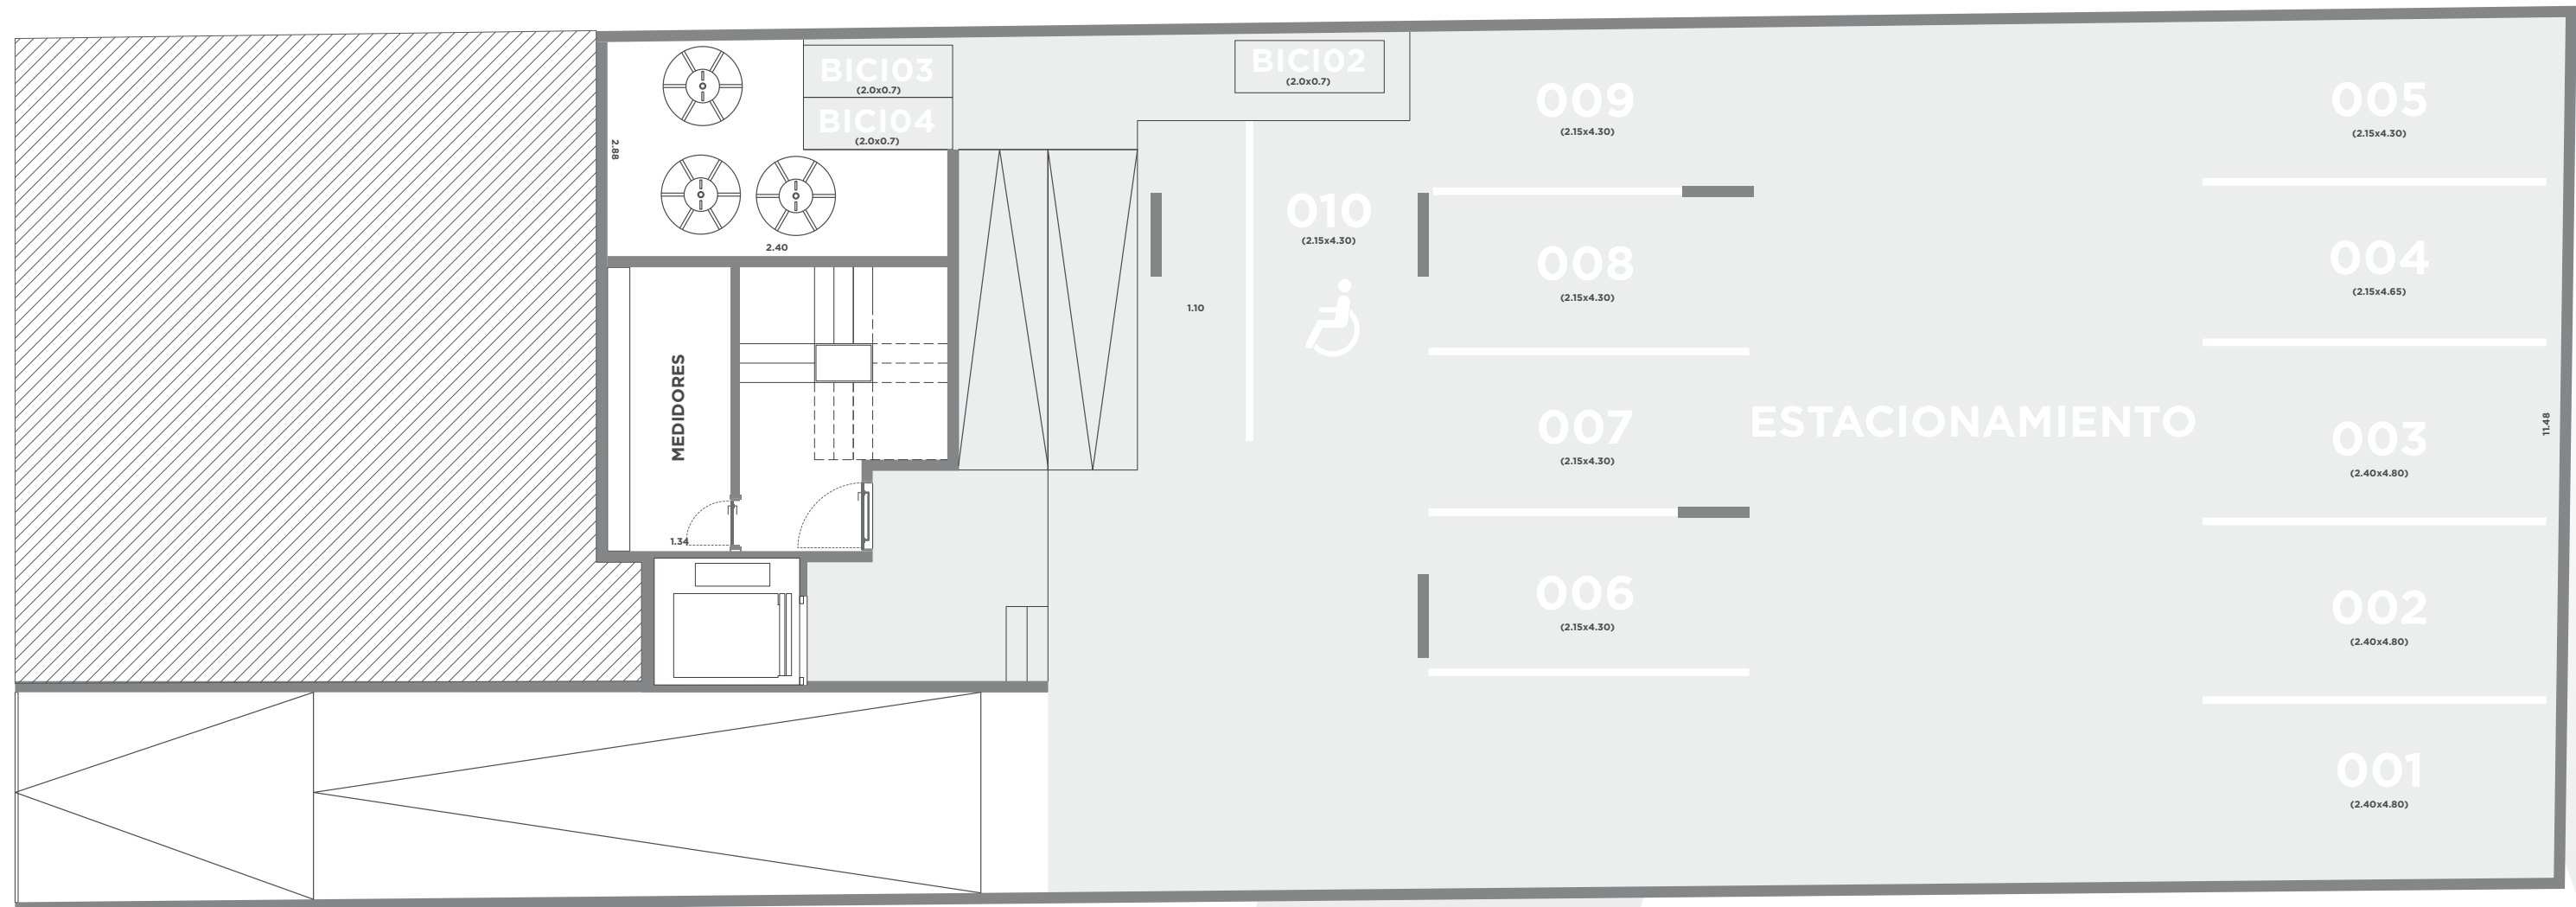 BICI03
(2.0x0.7)
BICI04
(2.0x0.7)
2.88
2.40
MEDIDORES
1.34
BICI02
(2.0x0.7)
010
(2.15x4.30)
1.10
009
(2.15x4.30)
008
(2.15x4.30)
007
(2.15x4.30)
006
(2.15x4.30)
ESTACIONAMIENTO
005
(2.15x4.30)
004
(2.15x4.65)
003
(2.40x4.80)
002
(2.40x4.80)
001
(2.40x4.80)
11.48